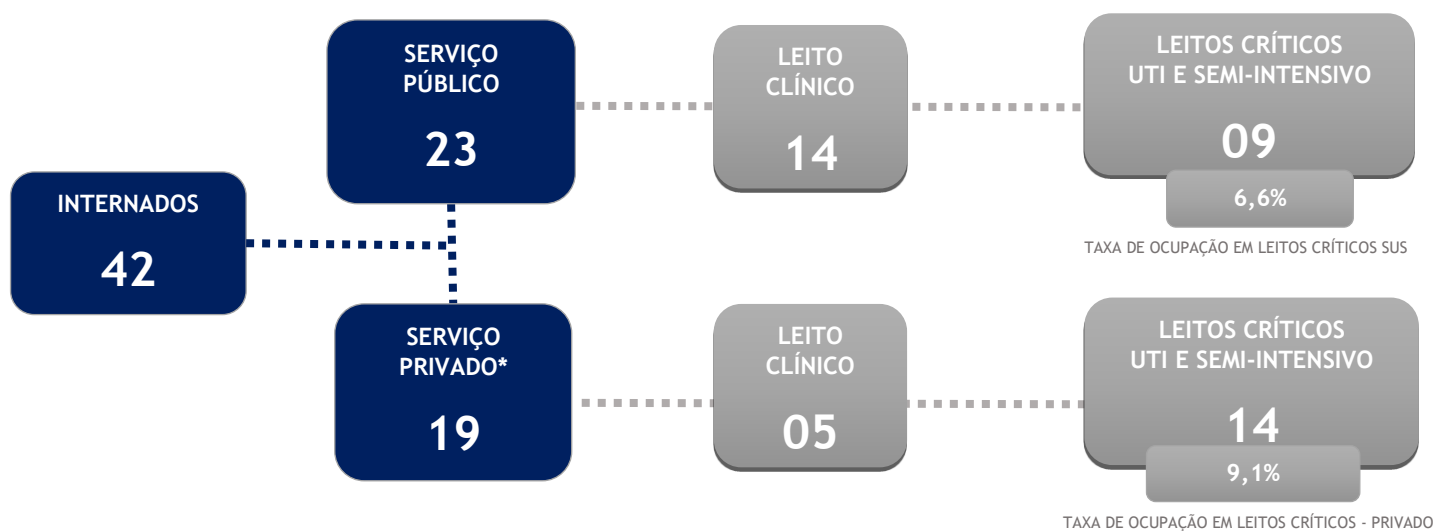 INTERNADOS
42
SERVIÇO
PÚBLICO
23
LEITO
CLÍNICO
14
LEITOS CRÍTICOS
UTI E SEMI-INTENSIVO
09
6,6%
TAXA DE OCUPAÇÃO EM LEITOS CRÍTICOS SUS
SERVIÇO
PRIVADO*
19
LEITO
CLÍNICO
05
LEITOS CRÍTICOS
UTI E SEMI-INTENSIVO
14
9,1%
TAXA DE OCUPAÇÃO EM LEITOS CRÍTICOS - PRIVADO